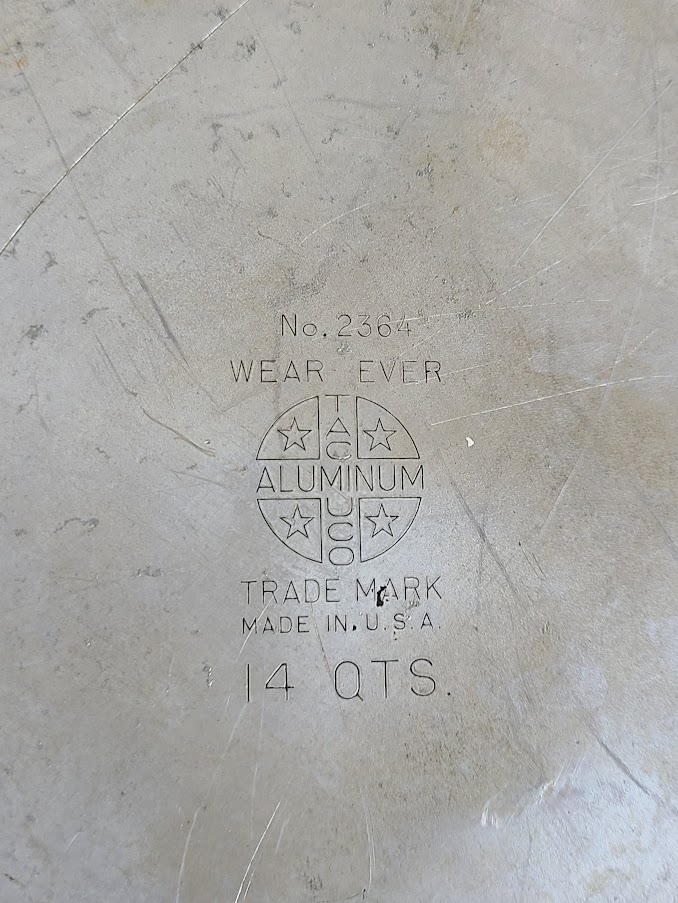 No. 2364
WEAR EVER
TACUCO
ALUMINUM
TRADE MARK
MADE IN. U.S.A.
14 QTS.